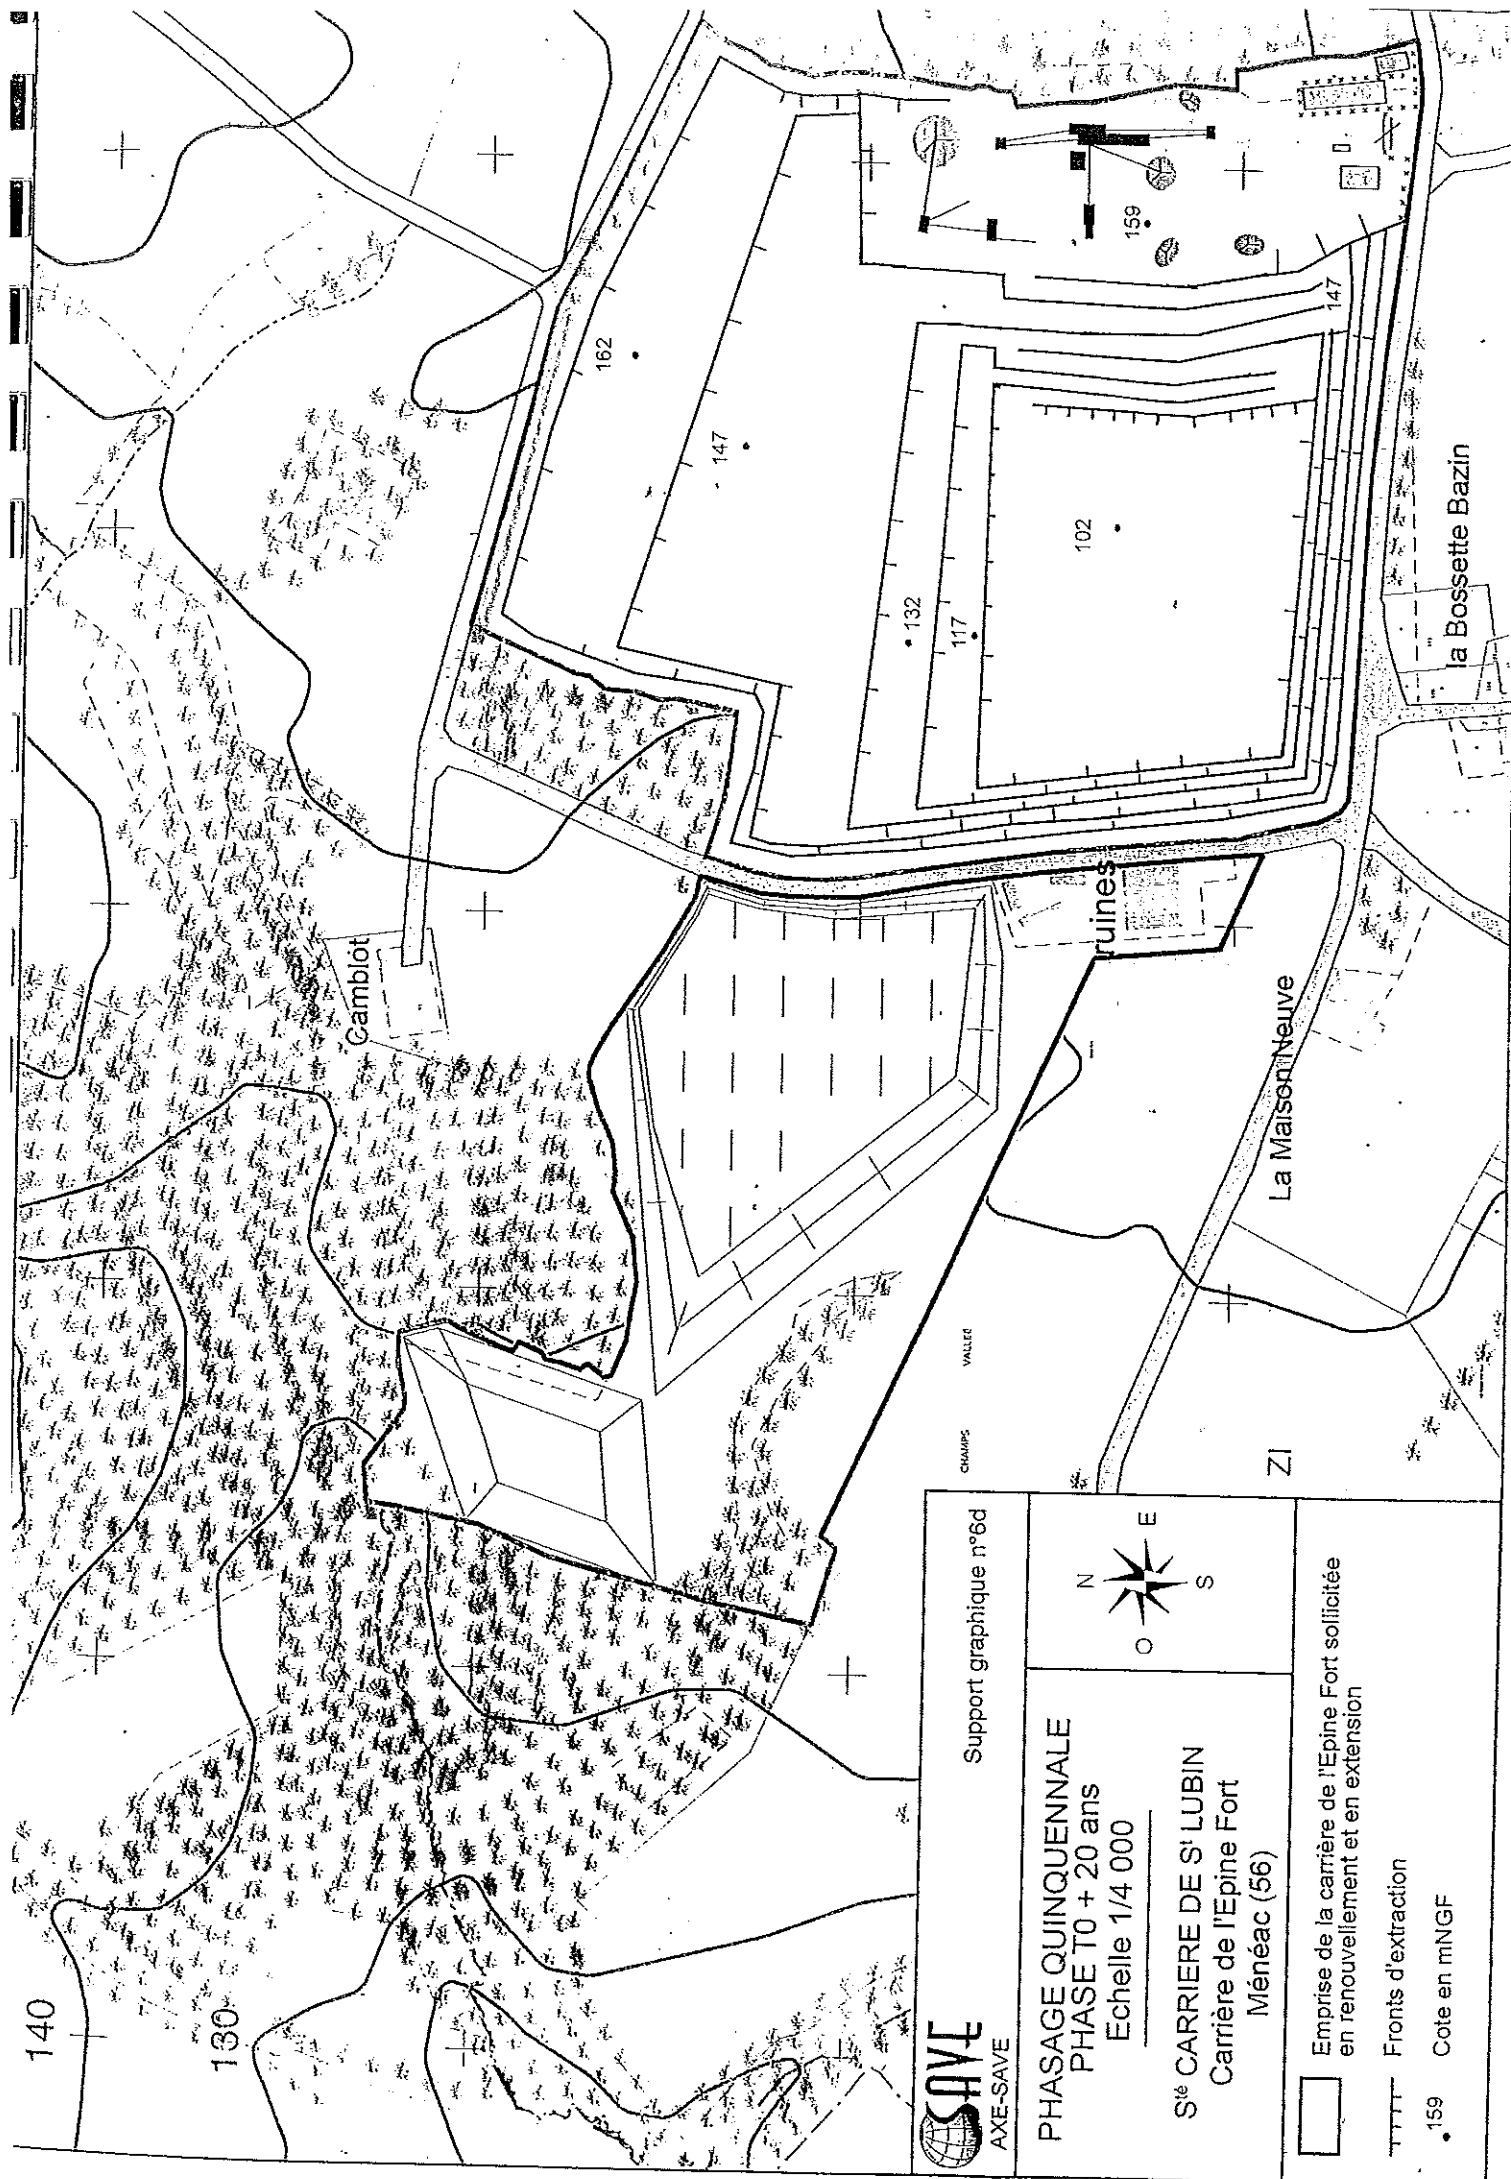 140
130
Camblot
162
147
132
117
102
159
147
ruines
La Maison Neuve
la Bossette Bazin
CHAMPS VALLER
ZI
SAVE
AXE-SAVE
Support graphique n°6d
PHASAGE QUINQUENNALE
PHASE T0 + 20 ans
Echelle 1/4 000
Sté CARRIERE DE St LUBIN
Carrière de l'Epine Fort
Ménéac (56)
N
O
E
S
Emprise de la carrière de l'Epine Fort sollicitée
en renouvellement et en extension
Fronts d'extraction
159 Cote en mNGF